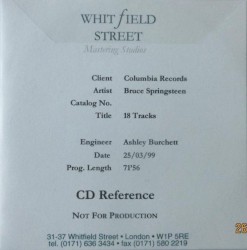 WHITfIELD
STREET
Mastering Studios
Client Columbia Records
Artist Bruce Springsteen
Catalog No.
Title 18 Tracks
Engineer Ashley Burchett
Date 25/03/99
Prog. Length 71'56
CD Reference
NOT FOR PRODUCTION
31-37 Whitfield Street • London • W1P 5RE
tel. (0171) 636 3434 • fax (0171) 580 2219